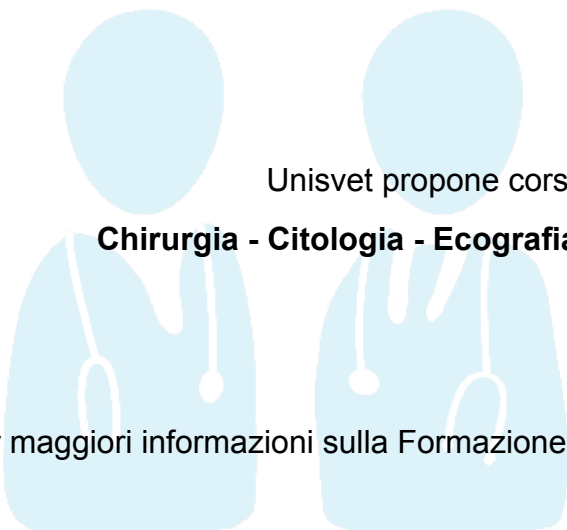 Unisvet propone cors
Chirurgia - Citologia - Ecografia
maggiori informazioni sulla Formazione